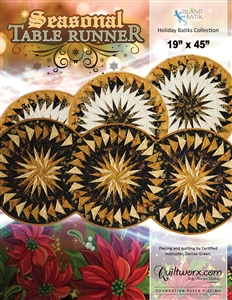 Seasonal
TABLE RUNNER
ISLAND
BATIK
Holiday Batiks Collection
19" x 45"
Piecing and quilting by Certified
Instructor, Denise Green
Quiltworx.com
FOUNDATION PAPER PIECING